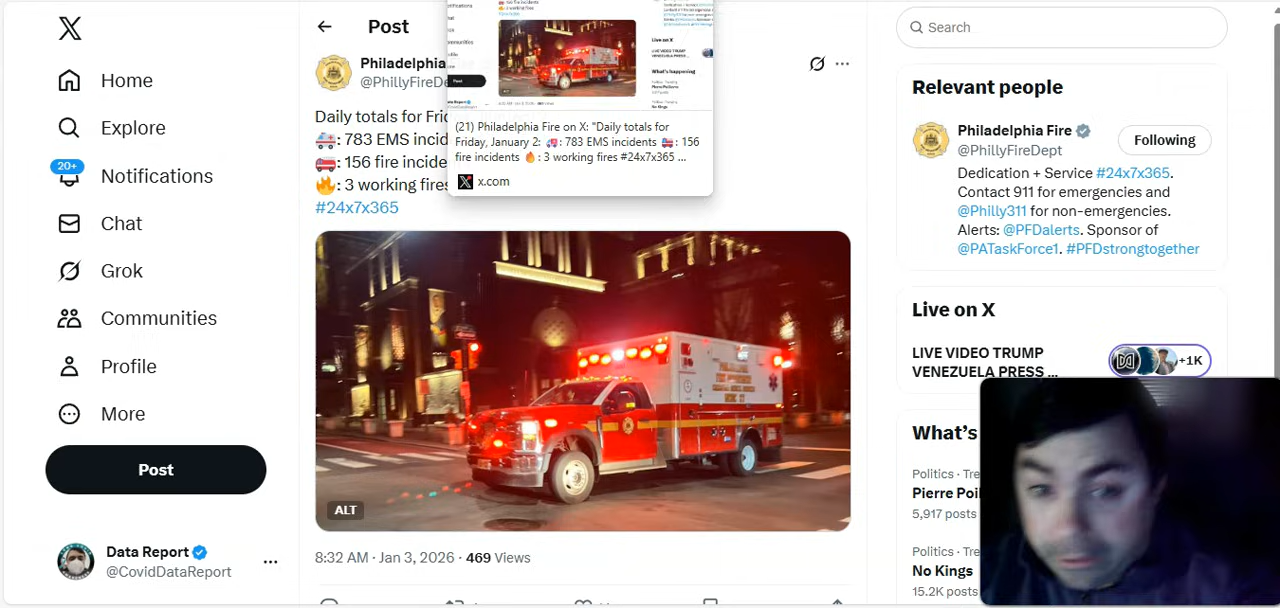 Home
Explore
20+
Notifications
Chat
Grok
Communities
Profile
More
Post
Data Report
@CovidDataReport
Post
Philadelphia
@PhillyFireDe
Daily totals for Frid
: 783 EMS incid
: 156 fire incide
: 3 working fires
#24x7x365
(21) Philadelphia Fire on X: "Daily totals for
Friday, January 2: 🚑: 783 EMS incidents 🚒: 156
fire incidents 🔥: 3 working fires #24x7x365 ...
x.com
ALT
8:32 AM · Jan 3, 2026 · 469 Views
Search
Relevant people
Philadelphia Fire
@PhillyFireDept
Following
Dedication + Service #24x7x365.
Contact 911 for emergencies and
@Philly311 for non-emergencies.
Alerts: @PFDalerts. Sponsor of
@PATaskForce1. #PFDstrongtogether
Live on X
LIVE VIDEO TRUMP
VENEZUELA PRESS ...
+1K
What's
Politics · Tre
Pierre Poi
5,917 posts
Politics · Tre
No Kings
15.2K posts